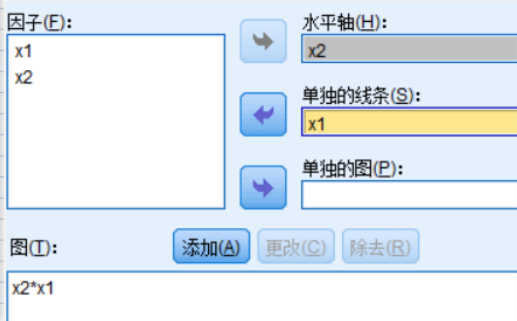 因子(F):
x1
x2
水平轴(H):
x2
单独的线条(S):
x1
单独的图(P):
图(T):
添加(A)
更改(C)
除去(R)
x2*x1